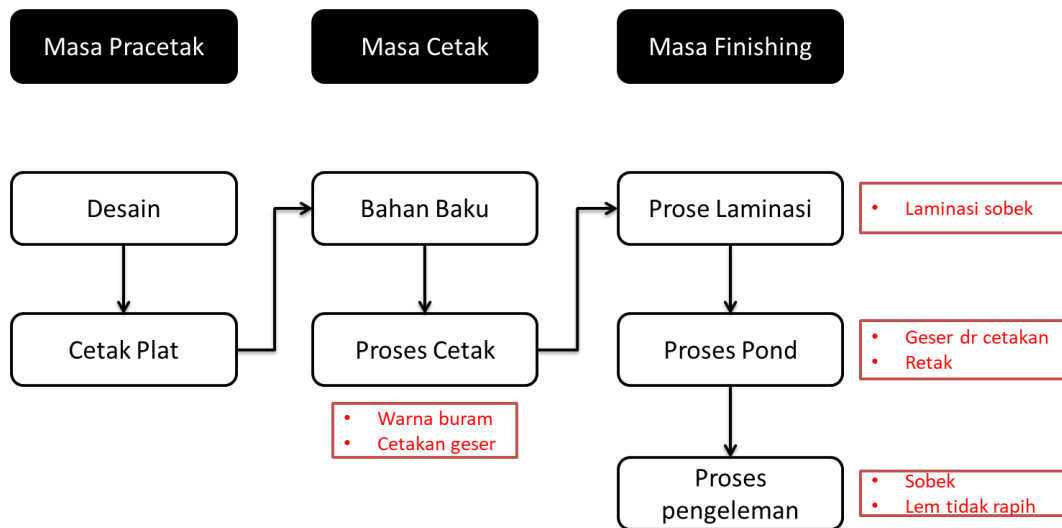 Masa Pracetak
Masa Cetak
Masa Finishing
Desain
Bahan Baku
Prose Laminasi
• Laminasi sobek
Cetak Plat
Proses Cetak
Proses Pond
• Geser dr cetakan
• Retak
• Warna buram
• Cetakan geser
Proses
pengeleman
• Sobek
• Lem tidak rapih